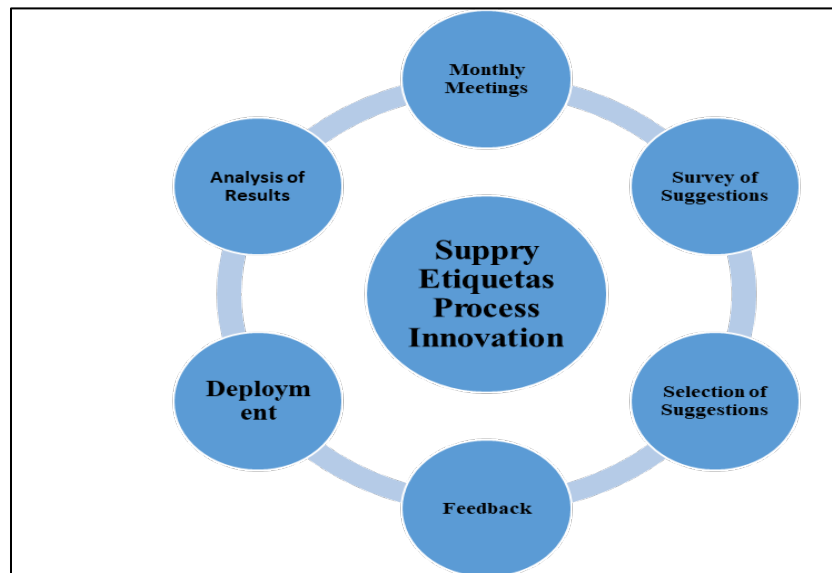 Monthly
Meetings
Survey of
Suggestions
Selection of
Suggestions
Feedback
Deploym
ent
Analysis of
Results
Suppry
Etiquetas
Process
Innovation